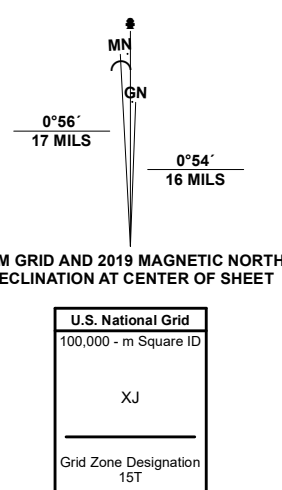 MN
GN
0°56´
17 MILS
0°54´
16 MILS
M GRID AND 2019 MAGNETIC NORTH
ECLINATION AT CENTER OF SHEET
U.S. National Grid
100,000 - m Square ID
XJ
Grid Zone Designation
15T